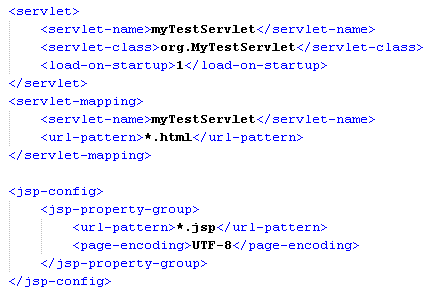 <servlet>
<servlet-name>myTestServlet</servlet-name>
<servlet-class>org.MyTestServlet</servlet-class>
<load-on-startup>1</load-on-startup>
</servlet>
<servlet-mapping>
<servlet-name>myTestServlet</servlet-name>
<url-pattern>*.html</url-pattern>
</servlet-mapping>
<jsp-config>
<jsp-property-group>
<url-pattern>*.jsp</url-pattern>
<page-encoding>UTF-8</page-encoding>
</jsp-property-group>
</jsp-config>